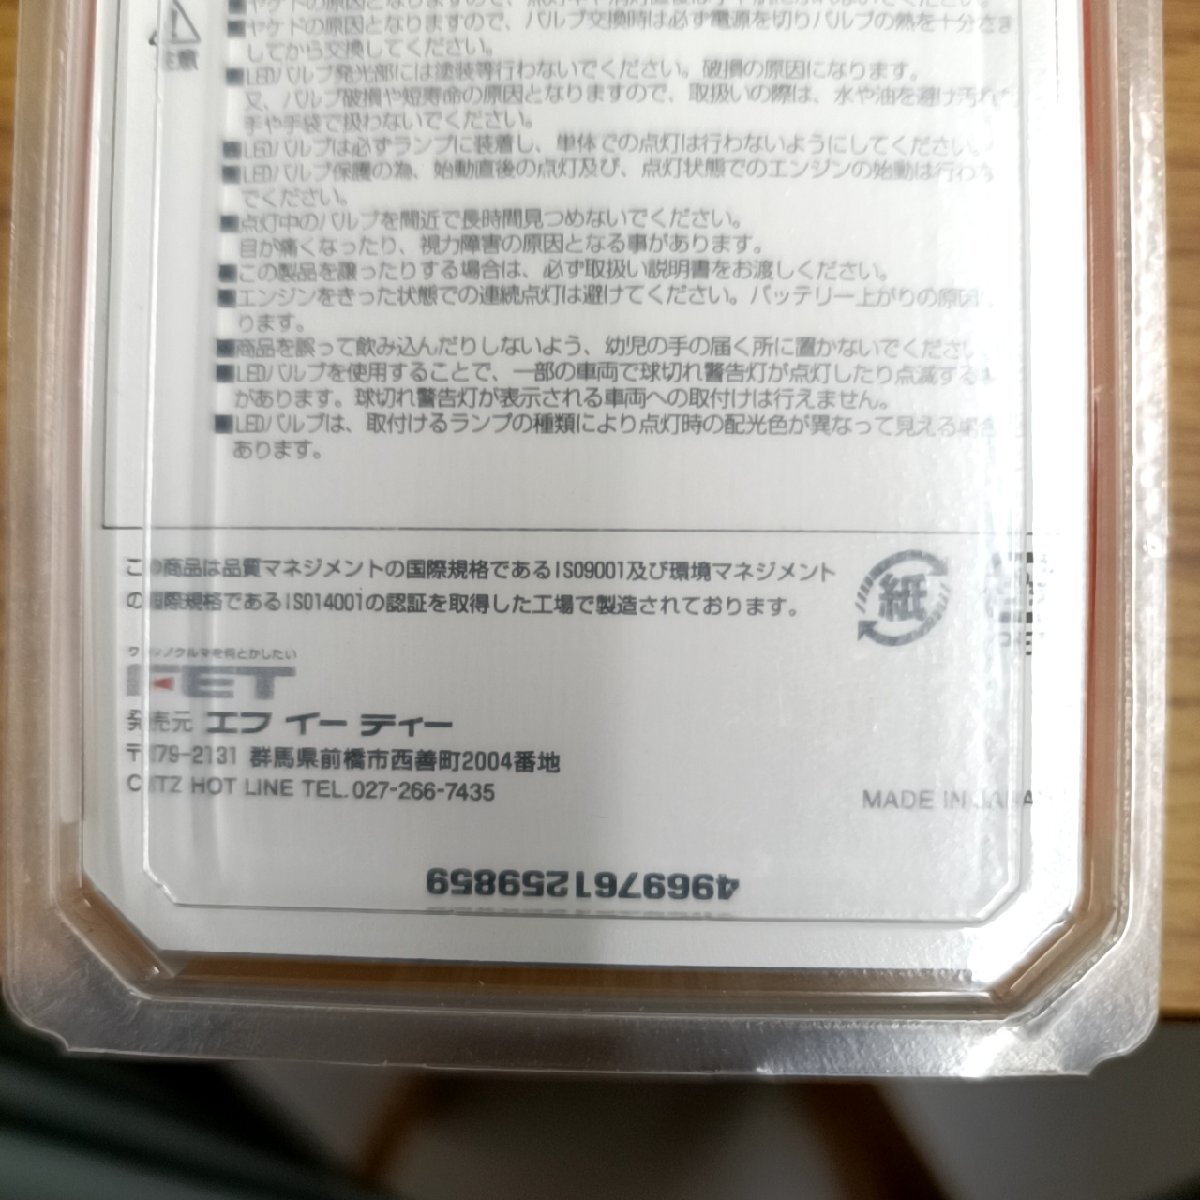 ■ヤケドの原因となりますので、バルブ交換時は必ず電源を切りバルブの熱を十分さま
してから交換してください。
注意
■LEDバルブ発光部には塗装等行わないでください。破損の原因になります。
又、バルブ破損や短寿命の原因となりますので、取扱いの際は、水や油を避け汚れた
手や手袋で扱わないでください。
■LEDバルブは必ずランプに装着し、単体での点灯は行わないようにしてください。
■LEDバルブ保護の為、始動直後の点灯及び、点灯状態でのエンジンの始動は行わな
でください。
■点灯中のバルブを間近で長時間見つめないでください。
目が痛くなったり、視力障害の原因となる事があります。
■この製品を譲ったりする場合は、必ず取扱い説明書をお渡しください。
■エンジンをきった状態での連続点灯は避けてください。バッテリー上がりの原因
ります。
■商品を誤って飲み込んだりしないよう、幼児の手の届く所に置かないでください
■LEDバルブを使用することで、一部の車両で球切れ警告灯が点灯したり点滅する
があります。球切れ警告灯が表示される車両への取付けは行えません。
■LEDバルブは、取付けるランプの種類により点灯時の配光色が異なって見える場合
あります。
この商品は品質マネジメントの国際規格であるISO9001及び環境マネジメント
の国際規格であるISO14001の認証を取得した工場で製造されております。
紙
FET
発売元 エフ イー ティー
〒379-2131 群馬県前橋市西善町2004番地
CATZ HOT LINE TEL.027-266-7435
MADE IN JAPA
4969761259859